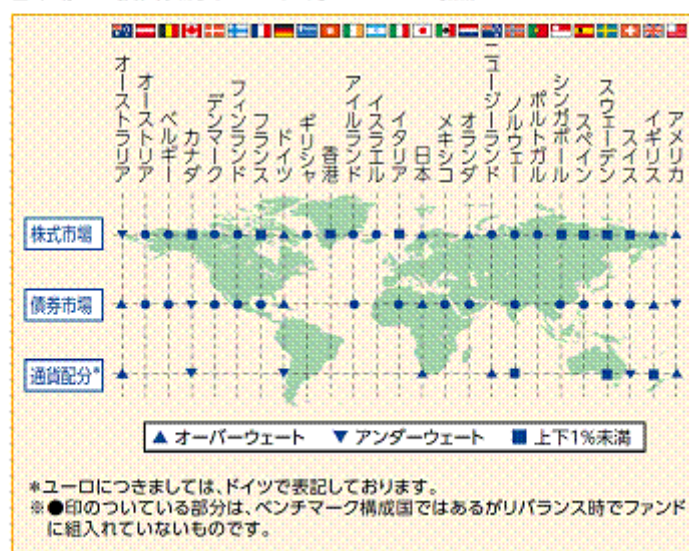 オーストラリア
オーストリア
ベルギー
カナダ
デンマーク
フィンランド
フランス
ドイツ
ギリシャ
香港
アイルランド
イスラエル
イタリア
日本
メキシコ
オランダ
ニュージーランド
ノルウェー
ポルトガル
シンガポール
スペイン
スウェーデン
スイス
イギリス
アメリカ
株式市場
債券市場
通貨配分*
▲ オーバーウェート ▼ アンダーウェート ■ 上下1%未満
*ユーロにつきましては、ドイツで表記しております。
※●印のついている部分は、ベンチマーク構成国ではあるがリバランス時でファンド
に組入れていないものです。